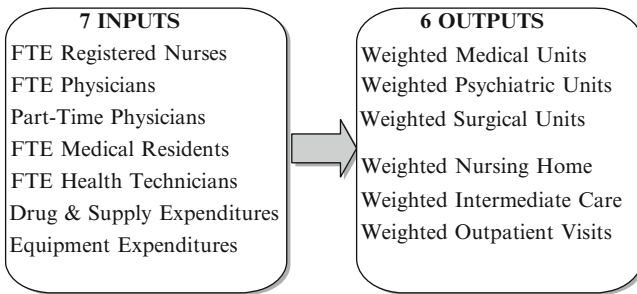 7 INPUTS
FTE Registered Nurses
FTE Physicians
Part-Time Physicians
FTE Medical Residents
FTE Health Technicians
Drug & Supply Expenditures
Equipment Expenditures
6 OUTPUTS
Weighted Medical Units
Weighted Psychiatric Units
Weighted Surgical Units
Weighted Nursing Home
Weighted Intermediate Care
Weighted Outpatient Visits